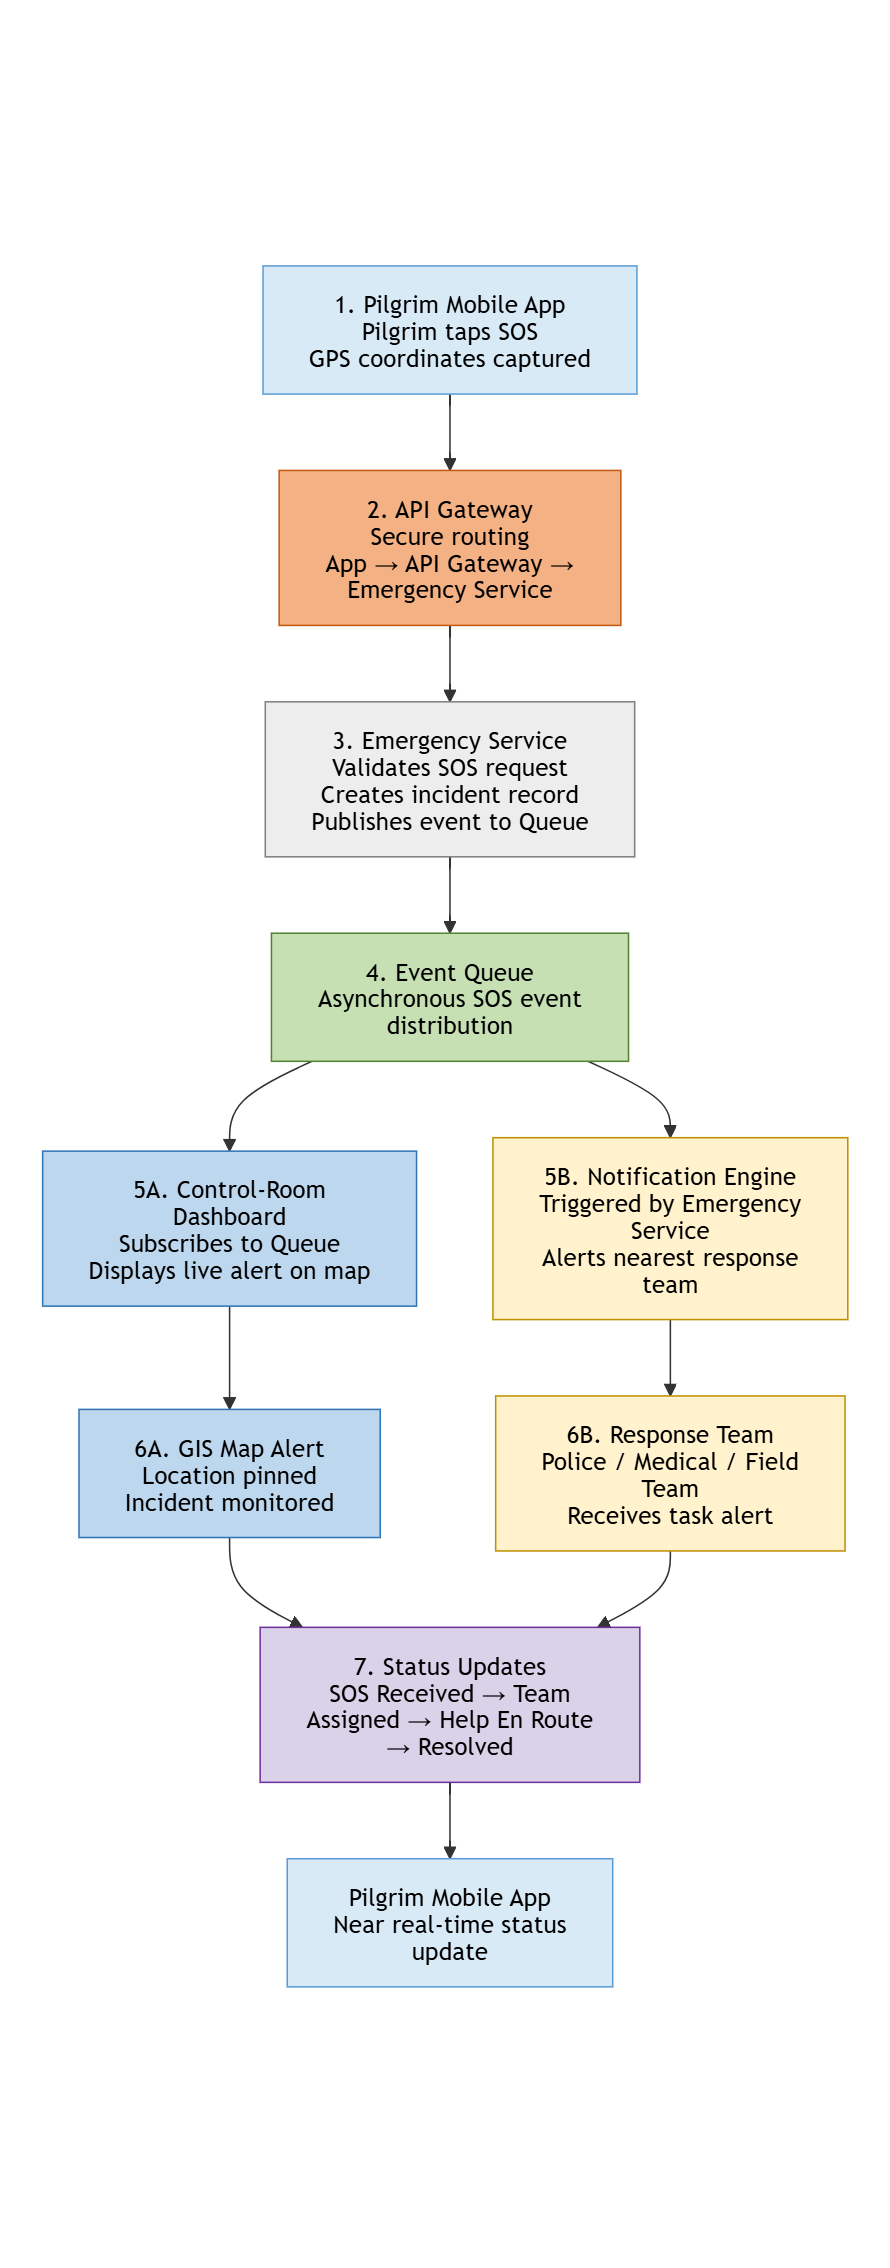 1. Pilgrim Mobile App
Pilgrim taps SOS
GPS coordinates captured
2. API Gateway
Secure routing
App → API Gateway →
Emergency Service
3. Emergency Service
Validates SOS request
Creates incident record
Publishes event to Queue
4. Event Queue
Asynchronous SOS event
distribution
5A. Control-Room
Dashboard
Subscribes to Queue
Displays live alert on map
5B. Notification Engine
Triggered by Emergency
Service
Alerts nearest response
team
6A. GIS Map Alert
Location pinned
Incident monitored
6B. Response Team
Police / Medical / Field
Team
Receives task alert
7. Status Updates
SOS Received → Team
Assigned → Help En Route
→ Resolved
Pilgrim Mobile App
Near real-time status
update